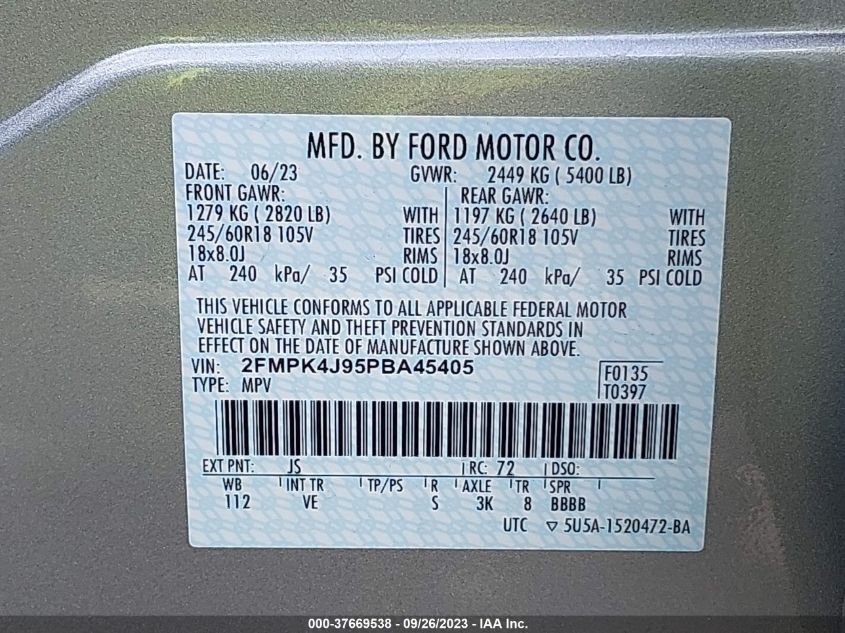 MFD. BY FORD MOTOR CO.
DATE: 06/23 GVWR: 2449 KG ( 5400 LB)
FRONT GAWR: REAR GAWR:
1279 KG ( 2820 LB) WITH 1197 KG ( 2640 LB) WITH
245/60R18 105V TIRES 245/60R18 105V TIRES
18x8.0J RIMS 18x8.0J RIMS
AT 240 kPa/ 35 PSI COLD AT 240 kPa/ 35 PSI COLD
THIS VEHICLE CONFORMS TO ALL APPLICABLE FEDERAL MOTOR
VEHICLE SAFETY AND THEFT PREVENTION STANDARDS IN
EFFECT ON THE DATE OF MANUFACTURE SHOWN ABOVE.
VIN: 2FMPK4J95PBA45405 F0135
TYPE: MPV T0397
EXT PNT: JS RC: 72 DSO:
WB INT TR TP/PS R AXLE TR SPR
112 VE S 3K 8 BBBB
UTC ▽ 5U5A-1520472-BA
000-37669538 - 09/26/2023 - IAA Inc.